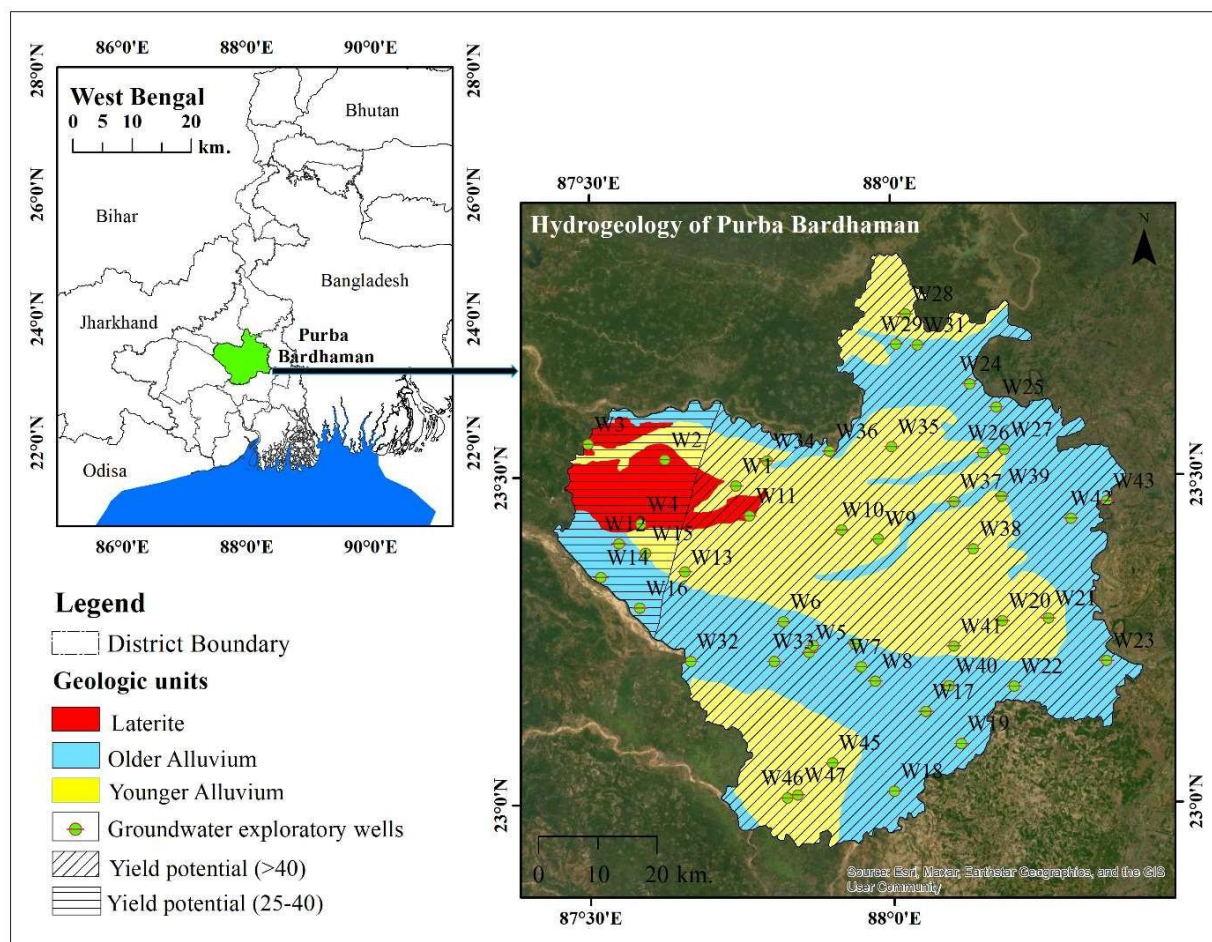 86°0'E 88°0'E 90°0'E
28°0'N
26°0'N
24°0'N
22°0'N
West Bengal
0 5 10 20
km.
Bhutan
Bihar
Bangladesh
Jharkhand
Purba
Bardhaman
Odisa
28°0'N
26°0'N
24°0'N
22°0'N
86°0'E 88°0'E 90°0'E
Legend
District Boundary
Geologic units
Laterite
Older Alluvium
Younger Alluvium
Groundwater exploratory wells
Yield potential (>40)
Yield potential (25-40)
87°30'E 88°0'E
Hydrogeology of Purba Bardhaman
N
W28
W29 W31
W24
W25
W3
W2
W34 W36 W35 W26 W27
W1
W37 W39 W43
W4 W11
W42
W12 W15
W10 W9 W38
W14 W13
W16
W6
W20 W21
W32 W33 W5 W7
W41
W8 W40 W22 W23
W17
W19
W45
W46 W47
W18
23°30'N
23°0'N
23°30'N
23°0'N
0 10 20 km.
Source: Esri, Maxar, Earthstar Geographics, and the GIS
User Community
87°30'E 88°0'E